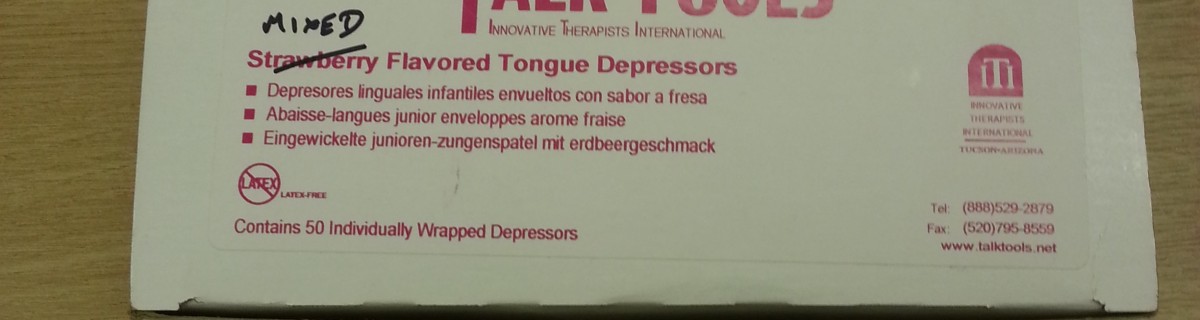 TALK TOOLS
INNOVATIVE THERAPISTS INTERNATIONAL
MIXED
Strawberry Flavored Tongue Depressors
Depresores linguales infantiles envueltos con sabor a fresa
Abaisse-langues junior enveloppes arome fraise
Eingewickelte junioren-zungenspatel mit erdbeergeschmack
LATEX
LATEX-FREE
Contains 50 Individually Wrapped Depressors
iTi
INNOVATIVE
THERAPISTS
INTERNATIONAL
TUCSON•ARIZONA
Tel: (888)529-2879
Fax: (520)795-8559
www.talktools.net